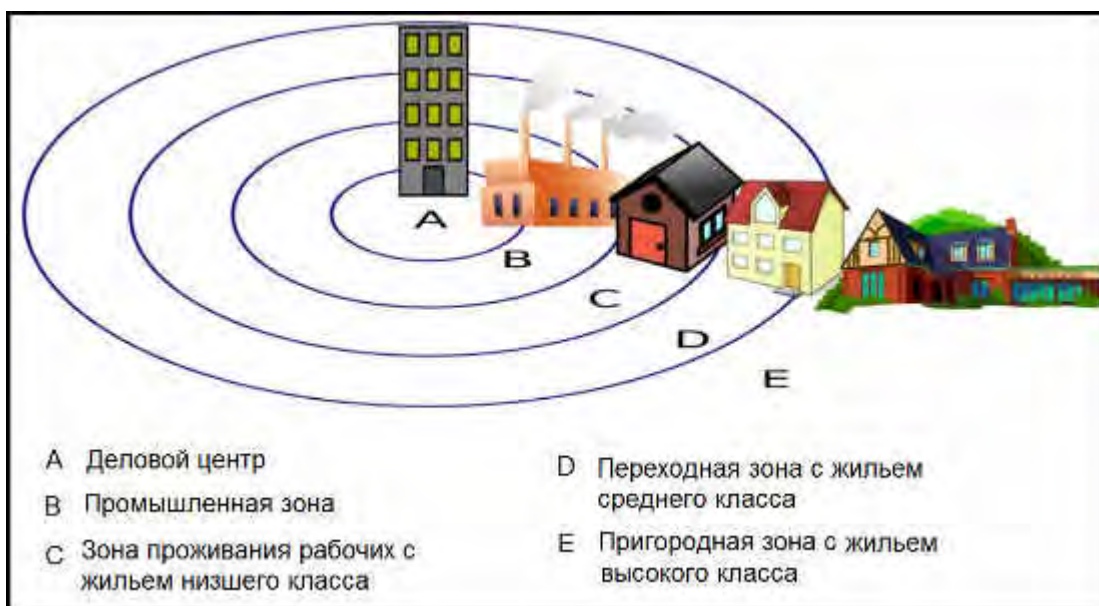 A
B
C
D
E
A Деловой центр
B Промышленная зона
C Зона проживания рабочих с
жильем низшего класса
D Переходная зона с жильем
среднего класса
E Пригородная зона с жильем
высокого класса